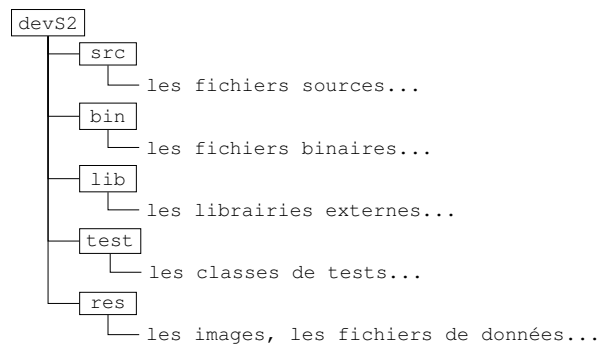 devS2
src
les fichiers sources...
bin
les fichiers binaires...
lib
les librairies externes...
test
les classes de tests...
res
les images, les fichiers de données...